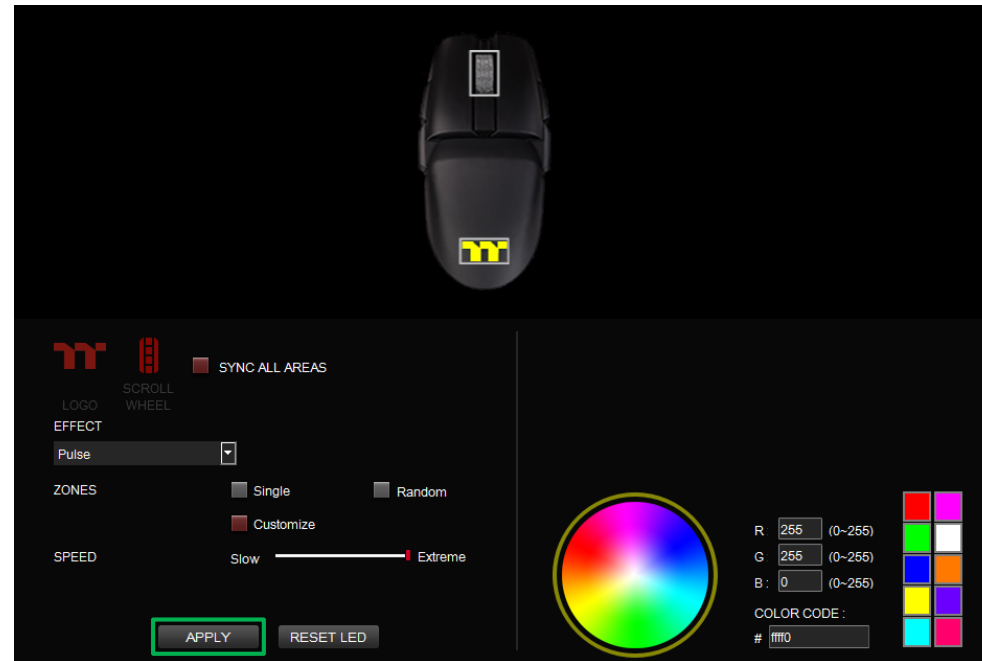 SYNC ALL AREAS
LOGO
SCROLL
WHEEL
EFFECT
Pulse
ZONES
Single
Random
Customize
SPEED
Slow
Extreme
APPLY
RESET LED
R 255 (0~255)
G 255 (0~255)
B : 0 (0~255)
COLOR CODE :
# ffff0